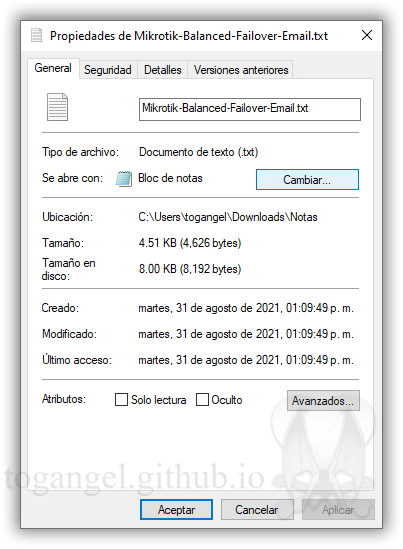 Propiedades de Mikrotik-Balanced-Failover-Email.txt
General Seguridad Detalles Versiones anteriores
Mikrotik-Balanced-Failover-Email.txt
Tipo de archivo: Documento de texto (.txt)
Se abre con: Bloc de notas Cambiar...
Ubicación: C:\Users\togangel\Downloads\Notas
Tamaño: 4.51 KB (4,626 bytes)
Tamaño en
disco: 8.00 KB (8,192 bytes)
Creado: martes, 31 de agosto de 2021, 01:09:49 p. m.
Modificado: martes, 31 de agosto de 2021, 01:09:49 p. m.
Último acceso: martes, 31 de agosto de 2021, 01:09:49 p. m.
Atributos: Solo lectura Oculto Avanzados...
togangel.github.io
Aceptar Cancelar Aplicar